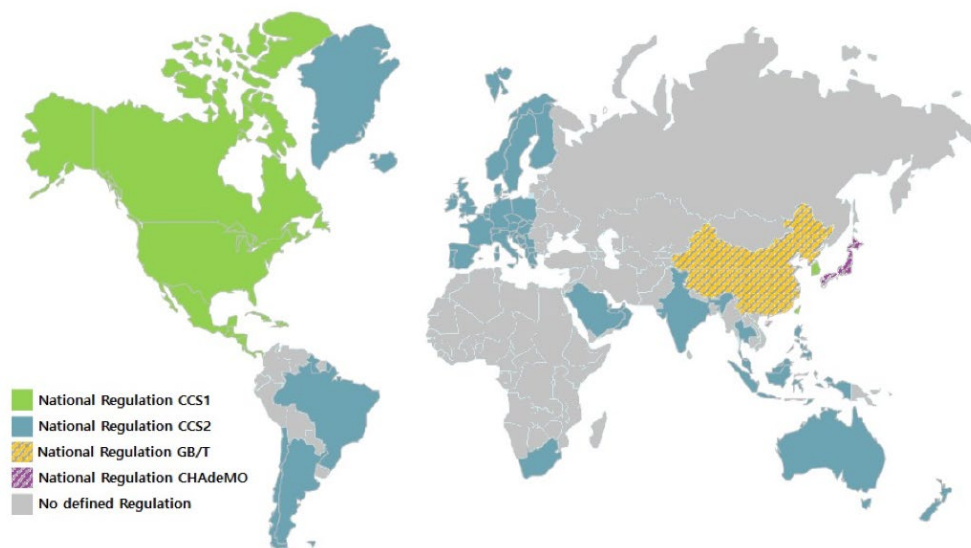 National Regulation CCS1
National Regulation CCS2
National Regulation GB/T
National Regulation CHAdeMO
No defined Regulation